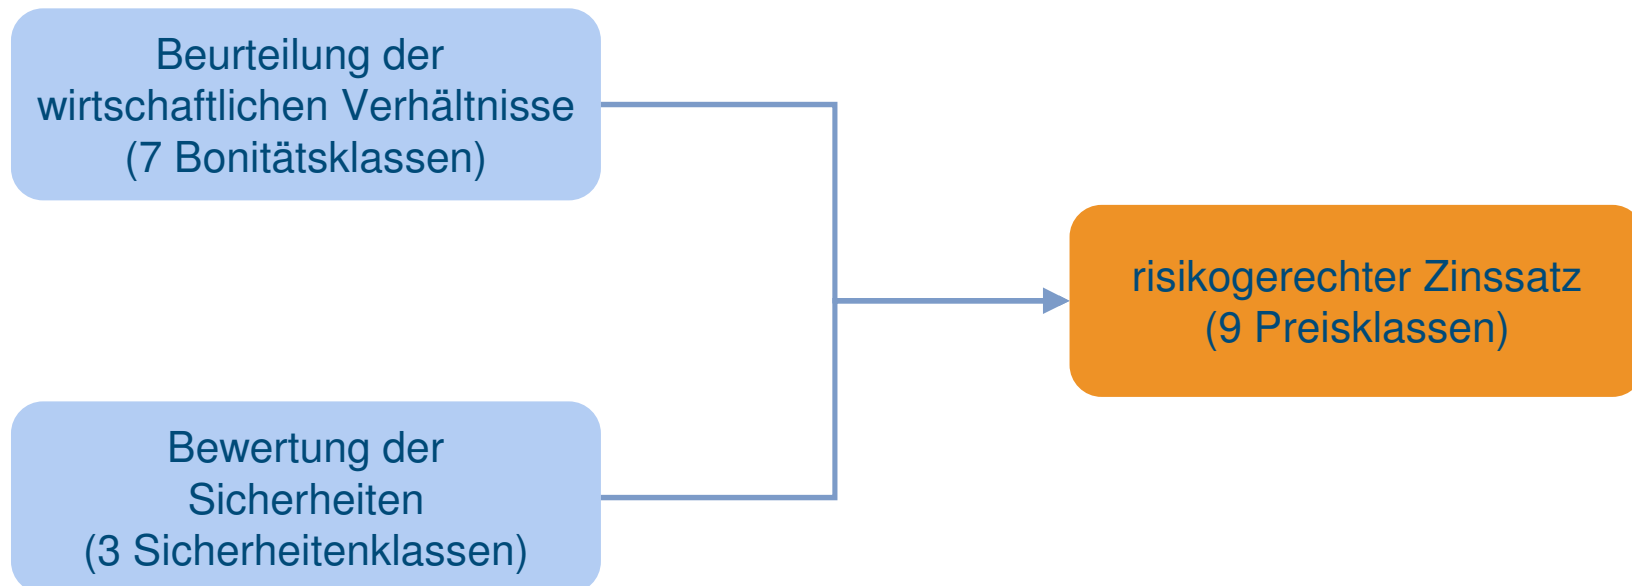 Beurteilung der
wirtschaftlichen Verhältnisse
(7 Bonitätsklassen)
risikogerechter Zinssatz
(9 Preisklassen)
Bewertung der
Sicherheiten
(3 Sicherheitenklassen)